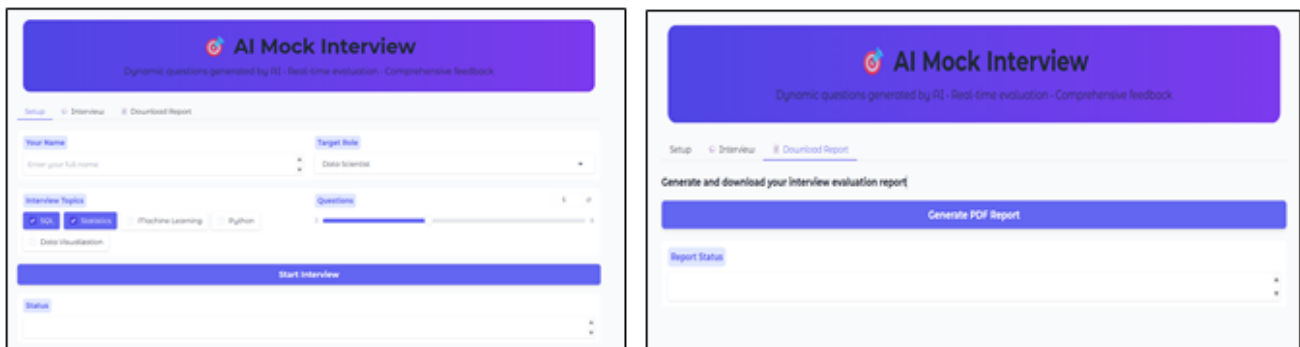 AI Mock Interview
Dynamic questions generated by AI • Real-time evaluation • Comprehensive feedback
Setup Interview Download Report
Your Name Target Role
Enter your full name Data Scientist
Interview Topics Questions
SQL Statistics Machine Learning Python
Data Visualization
Start Interview
Status
AI Mock Interview
Dynamic questions generated by AI • Real-time evaluation • Comprehensive feedback
Setup Interview Download Report
Generate and download your interview evaluation report
Generate PDF Report
Report Status